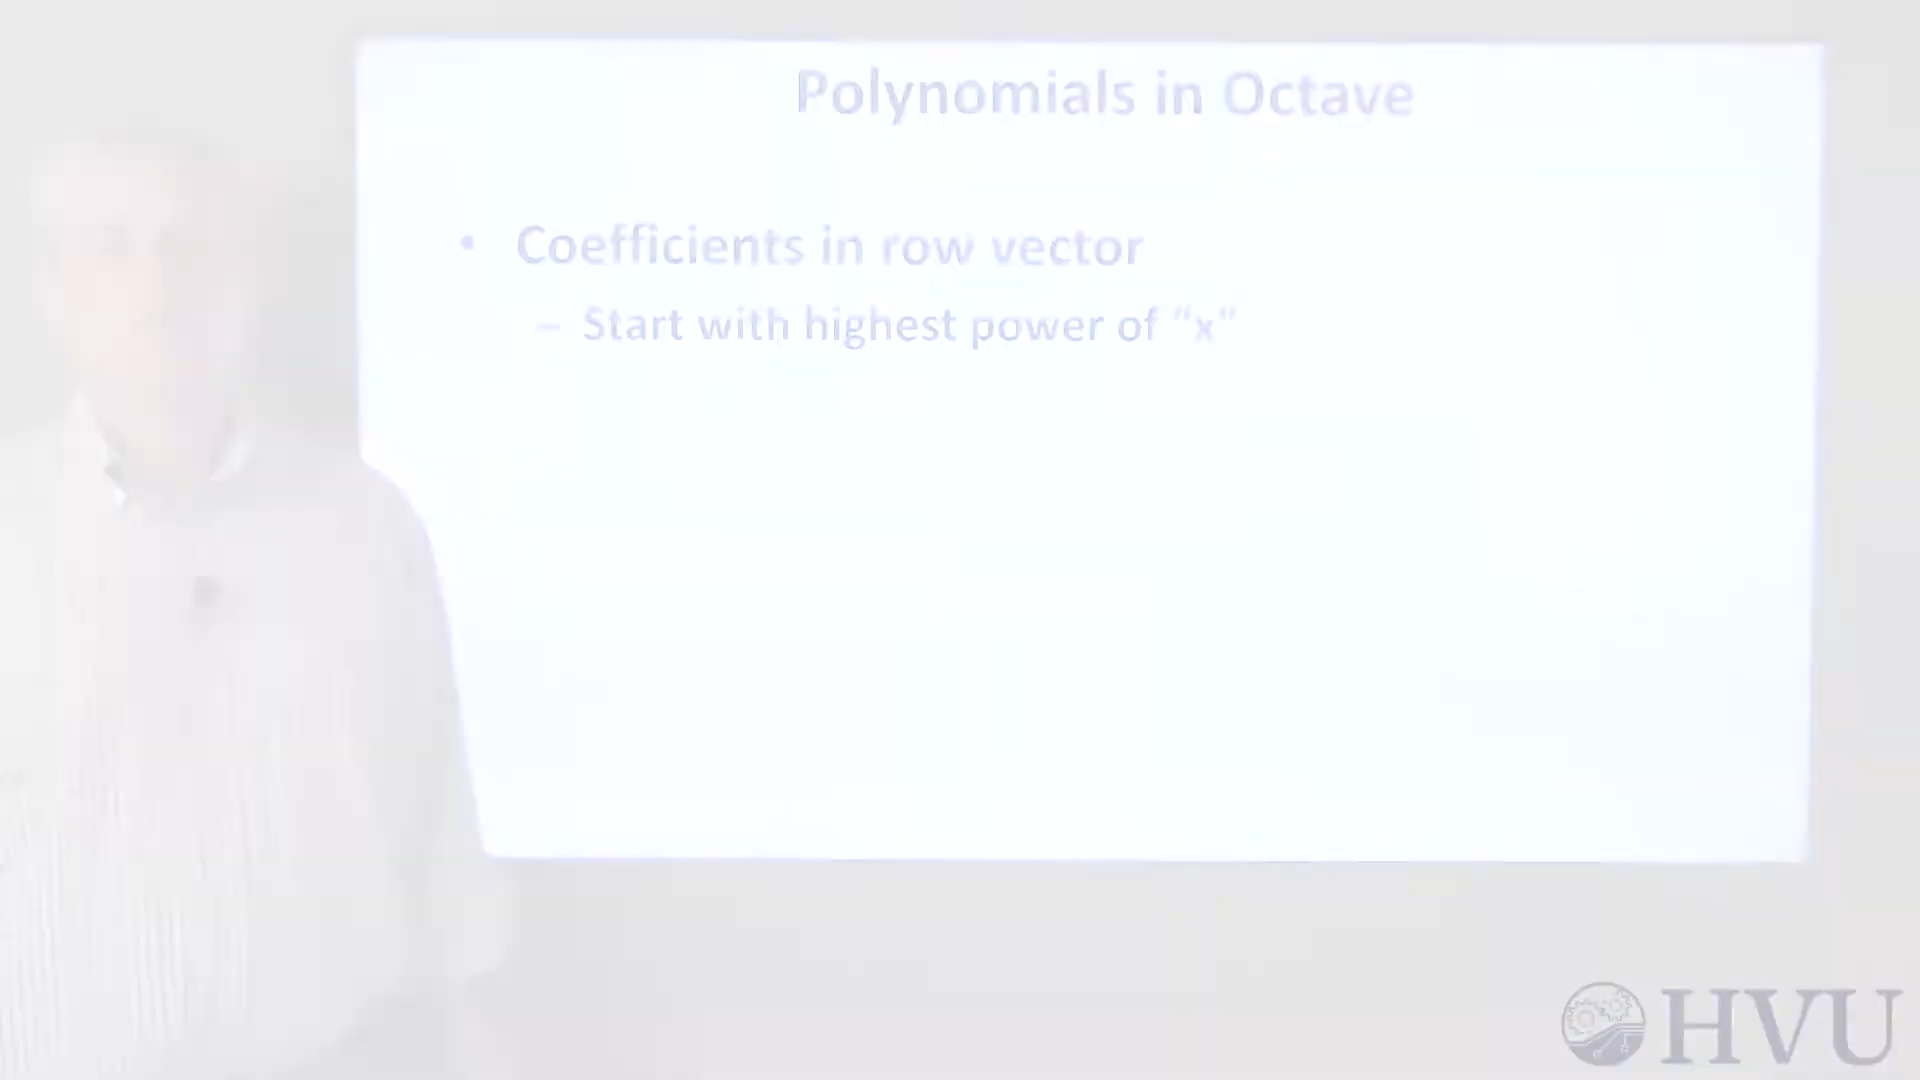 Polynomials in Octave
• Coefficients in row vector
– Start with highest power of “x”
HVU